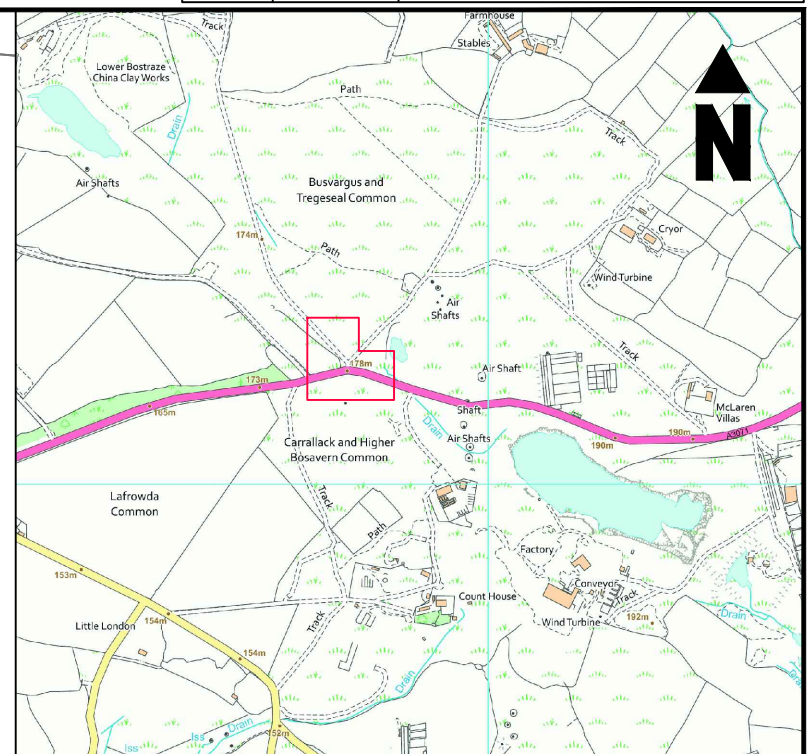 Track
Farmhouse
Stables
Lower Bostraze
China Clay Works
Path
Drain
Track
N
Air Shafts
Busvargus and
Tregeseal Common
174m
Path
Cryor
Wind Turbine
Air
Shafts
178m
Air Shaft
Track
173m
165m
Shaft
McLaren
Villas
Drain
Air Shafts
190m
190m
A3071
Carrallack and Higher
Bosavern Common
Lafrowda
Common
Track
Path
Factory
153m
Conveyor
Track
Count House
Wind Turbine
192m
Drain
154m
Little London
Track
154m
Drain
Iss
Drain
152m
Iss